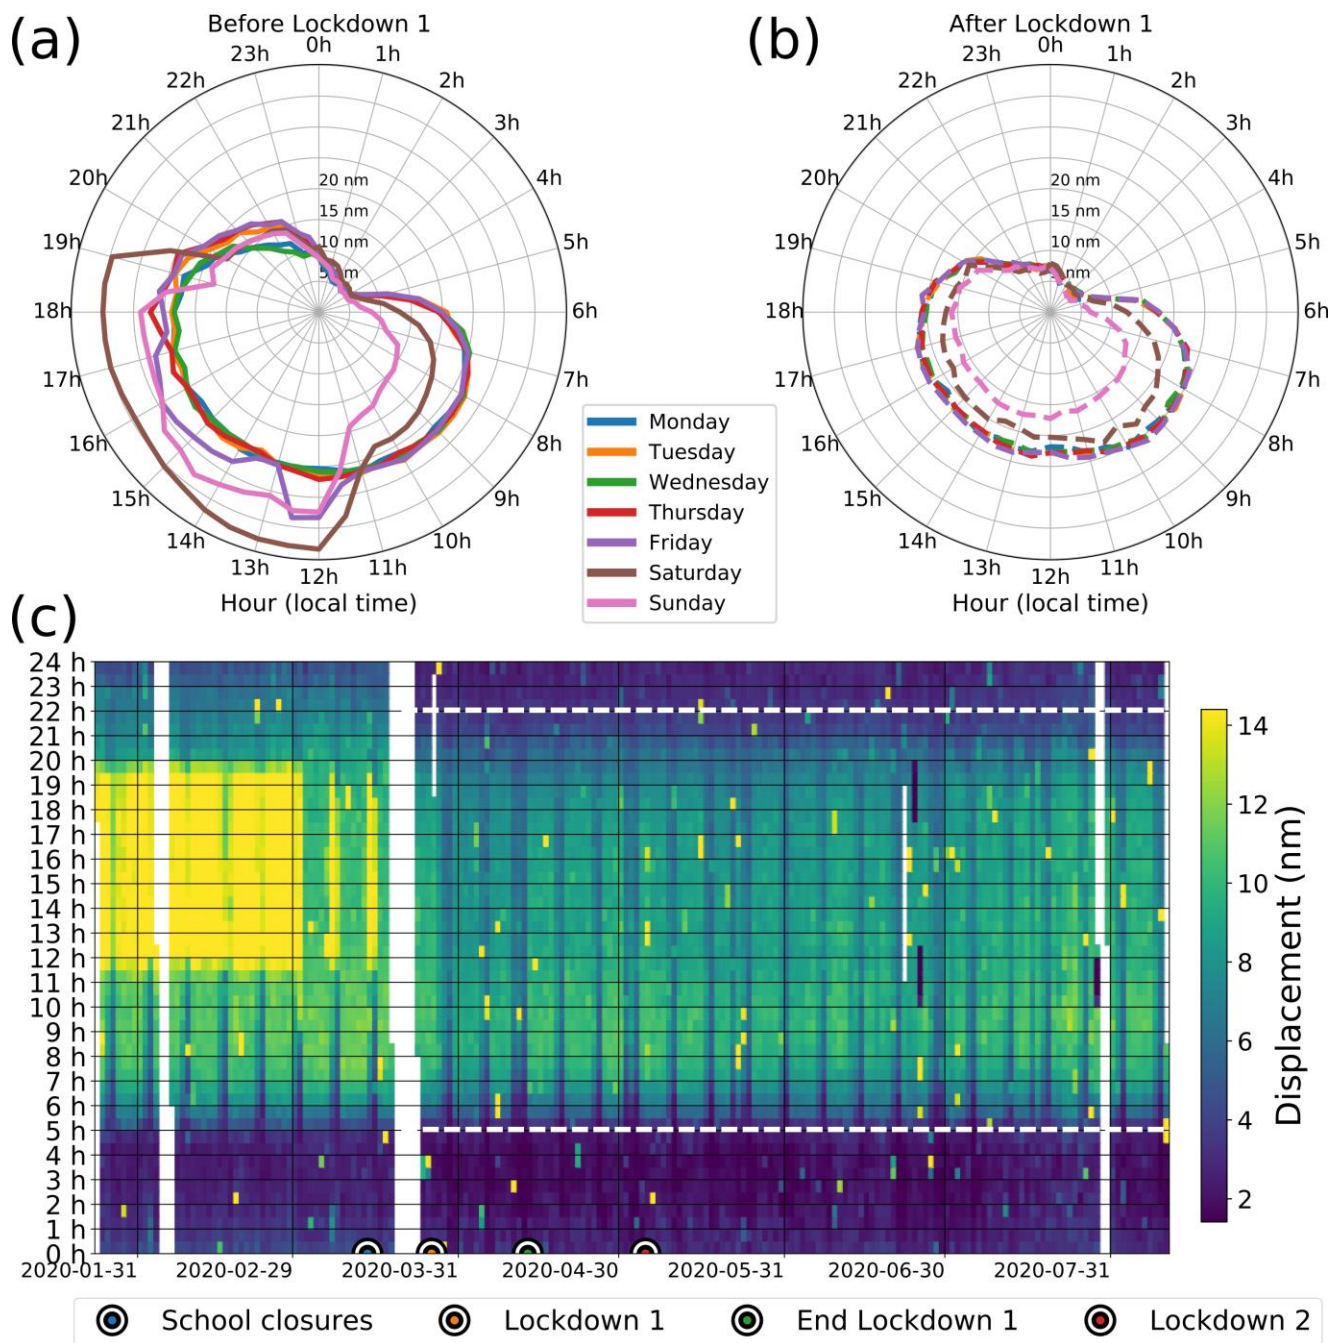 (a)
Before Lockdown 1
0h
1h
2h
3h
4h
5h
6h
7h
8h
9h
10h
11h
12h
13h
14h
15h
16h
17h
18h
19h
20h
21h
22h
23h
20 nm
15 nm
10 nm
Hour (local time)
(b)
After Lockdown 1
0h
1h
2h
3h
4h
5h
6h
7h
8h
9h
10h
11h
12h
13h
14h
15h
16h
17h
18h
19h
20h
21h
22h
23h
20 nm
15 nm
10 nm
Hour (local time)
Monday
Tuesday
Wednesday
Thursday
Friday
Saturday
Sunday
(c)
24 h
23 h
22 h
21 h
20 h
19 h
18 h
17 h
16 h
15 h
14 h
13 h
12 h
11 h
10 h
9 h
8 h
7 h
6 h
5 h
4 h
3 h
2 h
1 h
0 h
2020-01-31
2020-02-29
2020-03-31
2020-04-30
2020-05-31
2020-06-30
2020-07-31
14
12
10
8
6
4
2
Displacement (nm)
School closures
Lockdown 1
End Lockdown 1
Lockdown 2